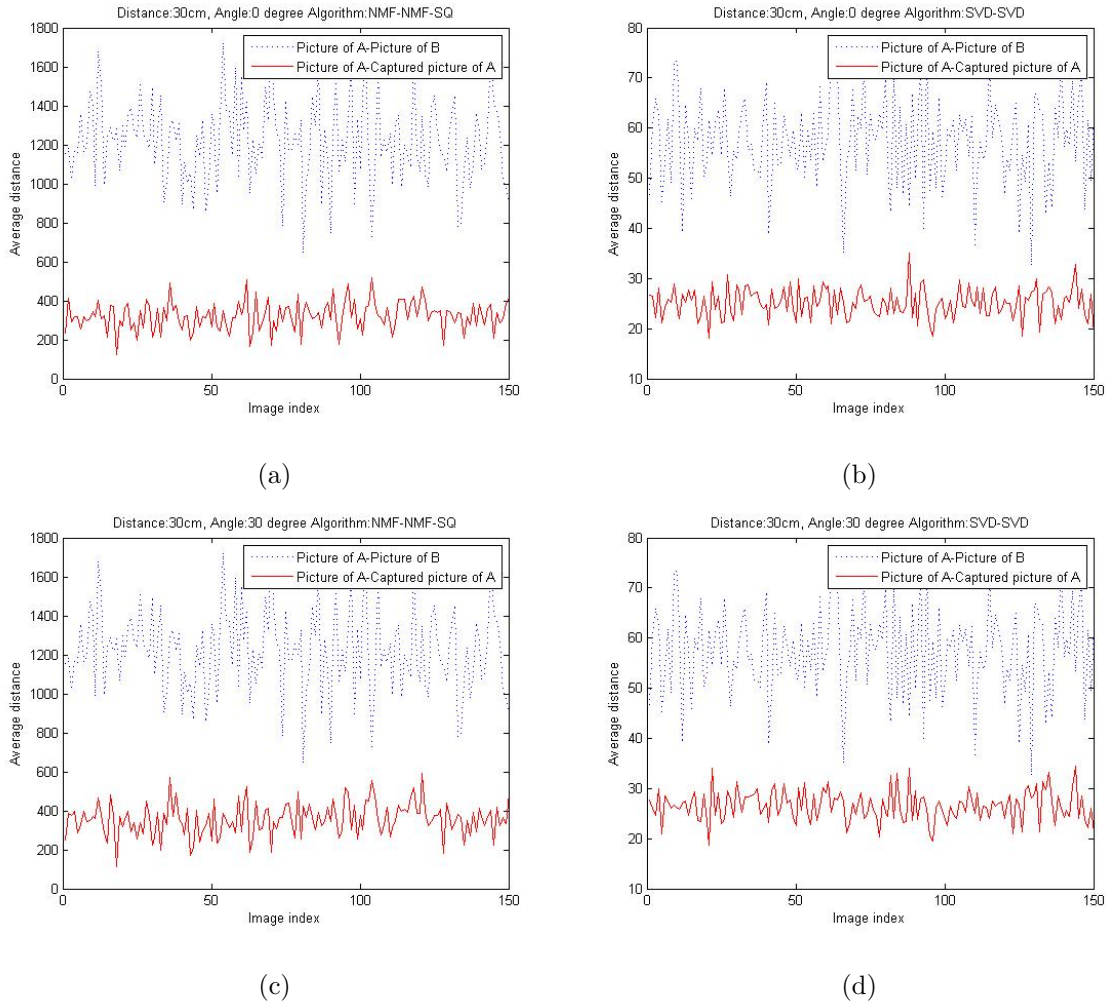 Distance:30cm, Angle:0 degree Algorithm:NMF-NMF-SQ
1800
1600
1400
1200
1000
800
600
400
200
0
Average distance
Picture of A-Picture of B
Picture of A-Captured picture of A
0 50 100 150
Image index
(a)
Distance:30cm, Angle:0 degree Algorithm:SVD-SVD
80
70
60
50
40
30
20
10
Average distance
Picture of A-Picture of B
Picture of A-Captured picture of A
0 50 100 150
Image index
(b)
Distance:30cm, Angle:30 degree Algorithm:NMF-NMF-SQ
1800
1600
1400
1200
1000
800
600
400
200
0
Average distance
Picture of A-Picture of B
Picture of A-Captured picture of A
0 50 100 150
Image index
(c)
Distance:30cm, Angle:30 degree Algorithm:SVD-SVD
80
70
60
50
40
30
20
10
Average distance
Picture of A-Picture of B
Picture of A-Captured picture of A
0 50 100 150
Image index
(d)